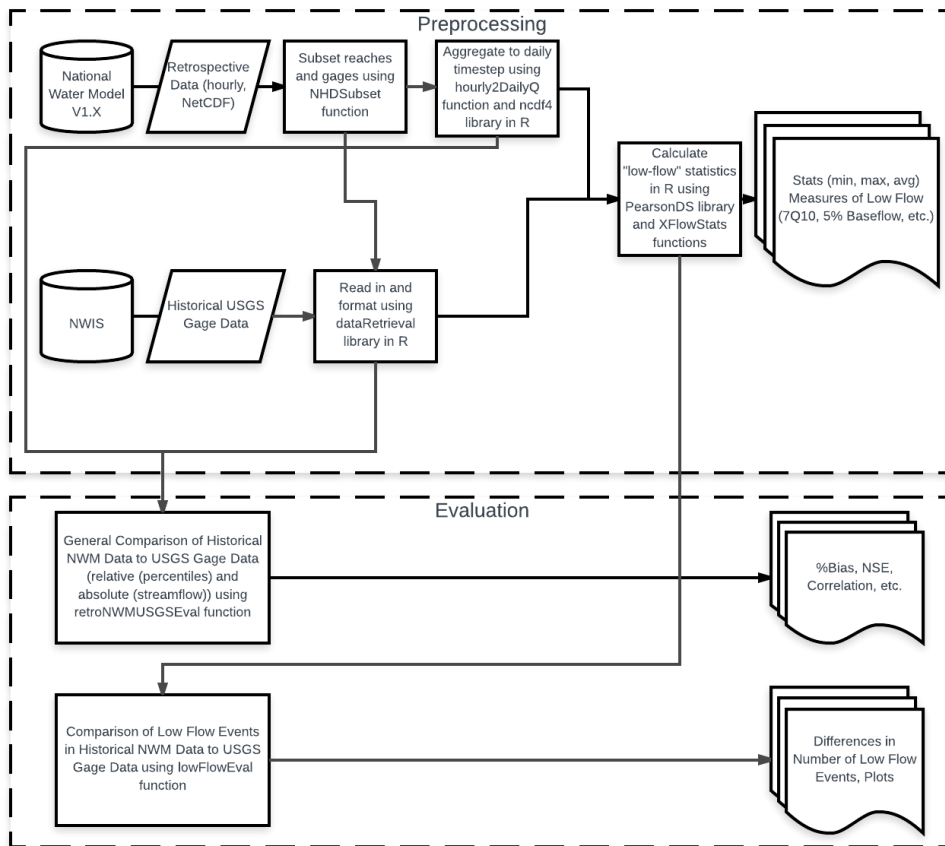 Preprocessing
National
Water Model
V1.X
Retrospective
Data (hourly,
NetCDF)
Subset reaches
and gages using
NHDSubset
function
Aggregate to daily
timestep using
hourly2DailyQ
function and ncdf4
library in R
Calculate
"low-flow" statistics
in R using
PearsonDS library
and XFlowStats
functions
Stats (min, max, avg)
Measures of Low Flow
(7Q10, 5% Baseflow, etc.)
NWIS
Historical USGS
Gage Data
Read in and
format using
dataRetrieval
library in R
Evaluation
General Comparison of Historical
NWM Data to USGS Gage Data
(relative (percentiles) and
absolute (streamflow)) using
retroNWMUSGSEval function
%Bias, NSE,
Correlation, etc.
Comparison of Low Flow Events
in Historical NWM Data to USGS
Gage Data using lowFlowEval
function
Differences in
Number of Low Flow
Events, Plots